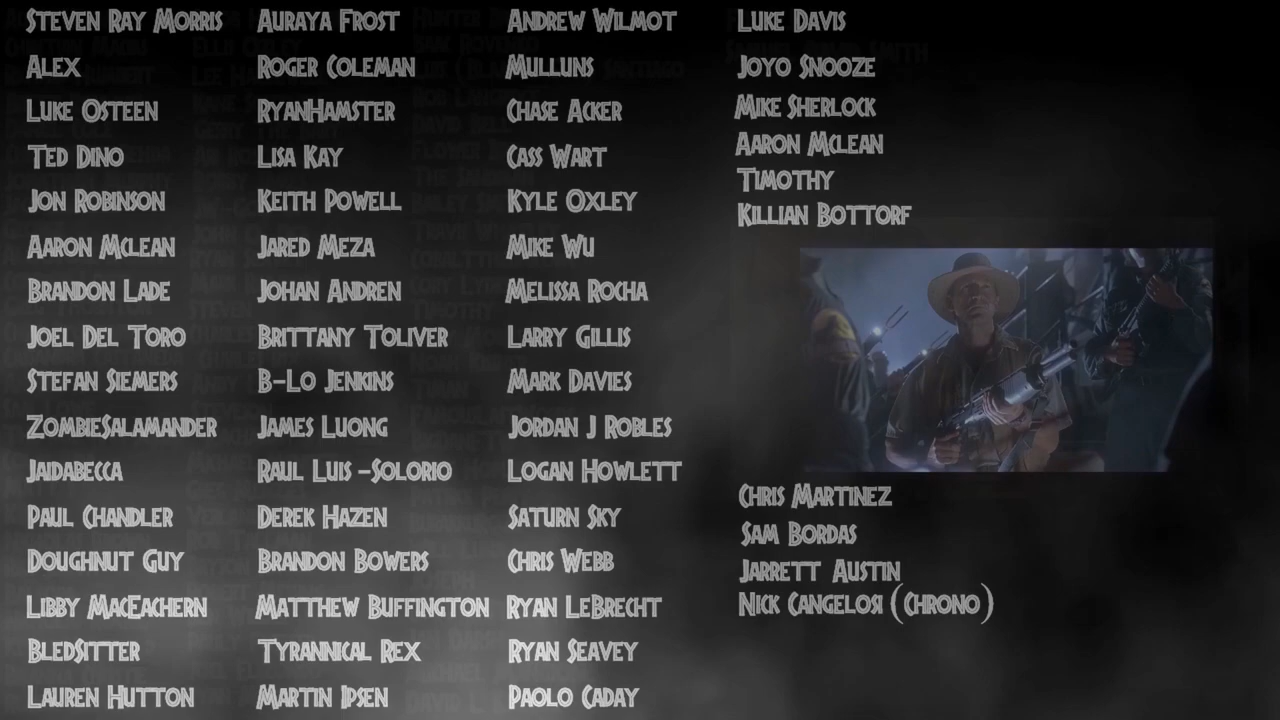 Steven Ray Morris
Alex
Luke Osteen
Ted Dino
Jon Robinson
Aaron Mclean
Brandon Lade
Joel Del Toro
Stefan Siemers
ZombieSalamander
Jaidabecca
Paul Chandler
Doughnut Guy
Libby MacEachern
BledSitter
Lauren Hutton
Auraya Frost
Roger Coleman
RyanHamster
Lisa Kay
Keith Powell
Jared Meza
Johan Andren
Brittany Toliver
B-Lo Jenkins
James Luong
Raul Luis -Solorio
Derek Hazen
Brandon Bowers
Matthew Buffington
Tyrannical Rex
Martin Ipsen
Andrew Wilmot
Mulluns
Chase Acker
Cass Wart
Kyle Oxley
Mike Wu
Melissa Rocha
Larry Gillis
Mark Davies
Jordan J Robles
Logan Howlett
Saturn Sky
Chris Webb
Ryan LeBrecht
Ryan Seavey
Paolo Caday
Luke Davis
Joyo Snooze
Mike Sherlock
Aaron Mclean
Timothy
Killian Bottorf
Chris Martinez
Sam Bordas
Jarrett Austin
Nick Cangelosi (Chrono)